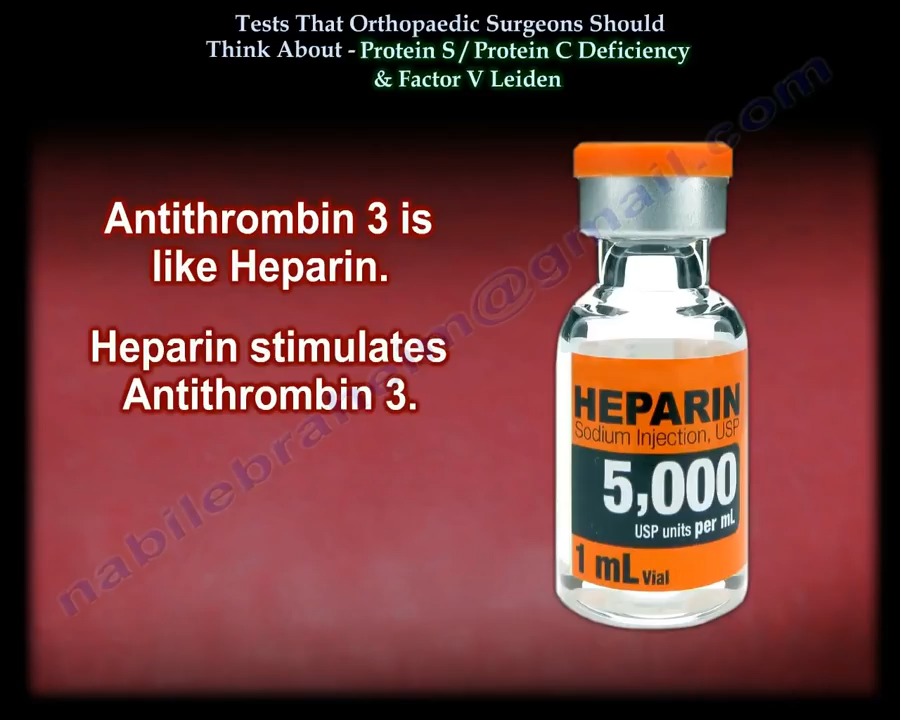 Tests That Orthopaedic Surgeons Should
Think About - Protein S / Protein C Deficiency
& Factor V Leiden
Antithrombin 3 is
like Heparin.
Heparin stimulates
Antithrombin 3.
HEPARIN
Sodium Injection, USP
5,000
USP units per mL
1 mL Vial